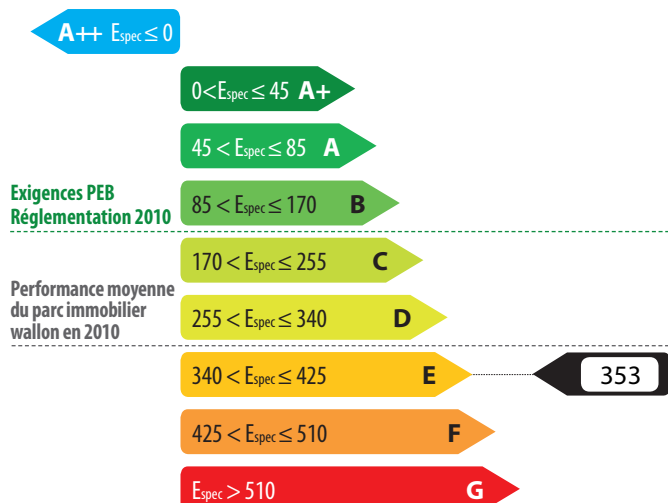 A++ Espec ≤ 0
0<Espec ≤ 45 A+
45 < Espec ≤ 85 A
Exigences PEB
Réglementation 2010
85 < Espec ≤ 170 B
170 < Espec ≤ 255 C
Performance moyenne
du parc immobilier
wallon en 2010
255 < Espec ≤ 340 D
340 < Espec ≤ 425 E
353
425 < Espec ≤ 510 F
Espec > 510 G